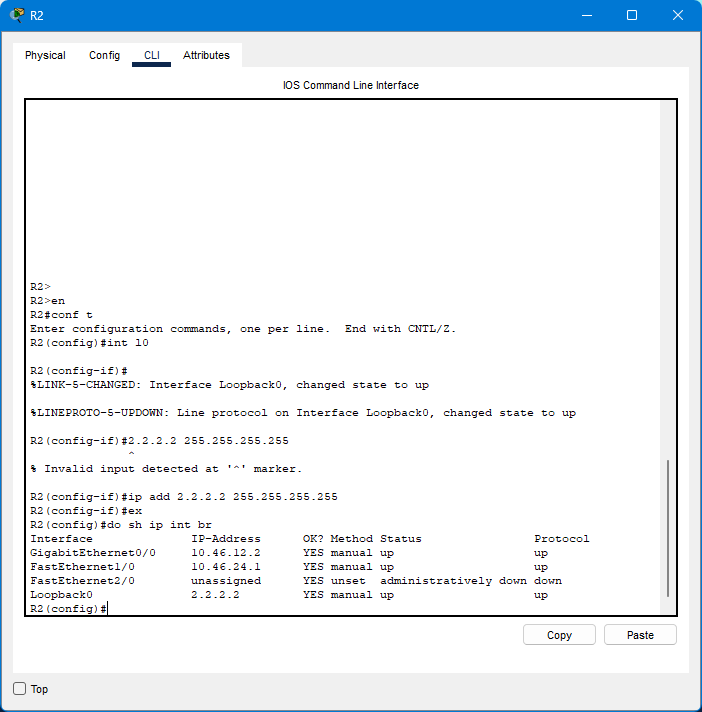 R2
Physical Config CLI Attributes
IOS Command Line Interface
R2>
R2>en
R2#conf t
Enter configuration commands, one per line.  End with CNTL/Z.
R2(config)#int l0
R2(config-if)#
%LINK-5-CHANGED: Interface Loopback0, changed state to up
%LINEPROTO-5-UPDOWN: Line protocol on Interface Loopback0, changed state to up
R2(config-if)#2.2.2.2 255.255.255.255
              ^
% Invalid input detected at '^' marker.
R2(config-if)#ip add 2.2.2.2 255.255.255.255
R2(config-if)#ex
R2(config)#do sh ip int br
Interface              IP-Address      OK? Method Status                Protocol
GigabitEthernet0/0     10.46.12.2      YES manual up                    up
FastEthernet1/0        10.46.24.1      YES manual up                    up
FastEthernet2/0        unassigned      YES unset  administratively down down
Loopback0              2.2.2.2         YES manual up                    up
R2(config)#
Copy Paste
Top